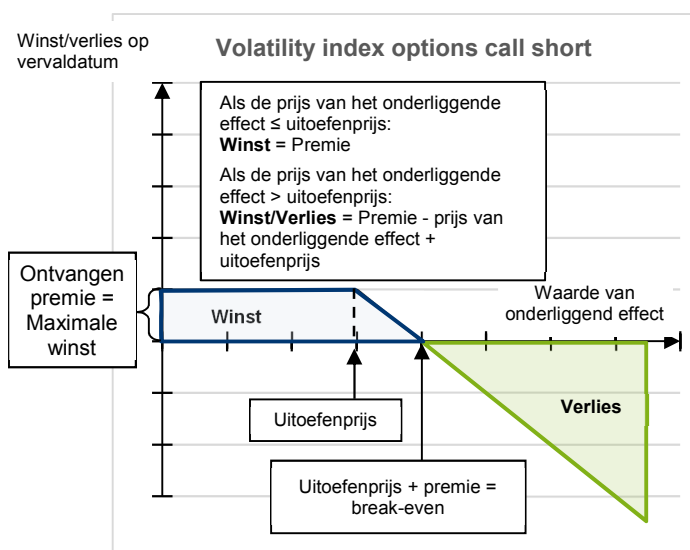 Winst/verlies op
vervaldatum
Volatility index options call short
Als de prijs van het onderliggende
effect ≤ uitoefenprijs:
Winst = Premie
Als de prijs van het onderliggende
effect > uitoefenprijs:
Winst/Verlies = Premie - prijs van
het onderliggende effect +
uitoefenprijs
Ontvangen
premie =
Maximale
winst
Winst
Waarde van
onderliggend effect
Uitoefenprijs
Verlies
Uitoefenprijs + premie =
break-even